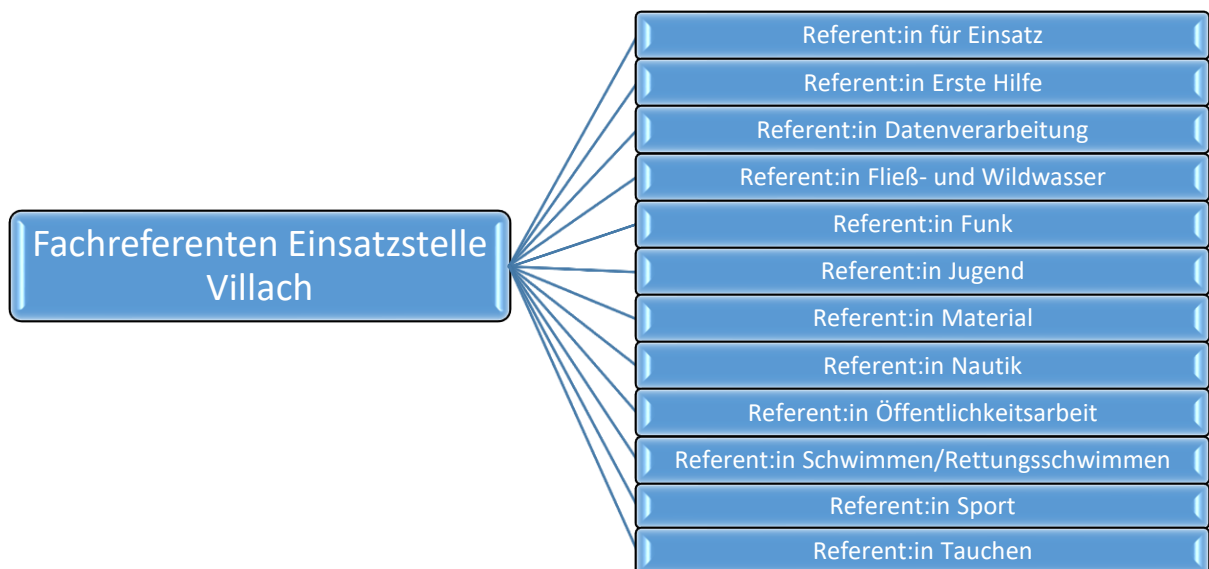 Fachreferenten Einsatzstelle
Villach
Referent:in für Einsatz
Referent:in Erste Hilfe
Referent:in Datenverarbeitung
Referent:in Fließ- und Wildwasser
Referent:in Funk
Referent:in Jugend
Referent:in Material
Referent:in Nautik
Referent:in Öffentlichkeitsarbeit
Referent:in Schwimmen/Rettungsschwimmen
Referent:in Sport
Referent:in Tauchen